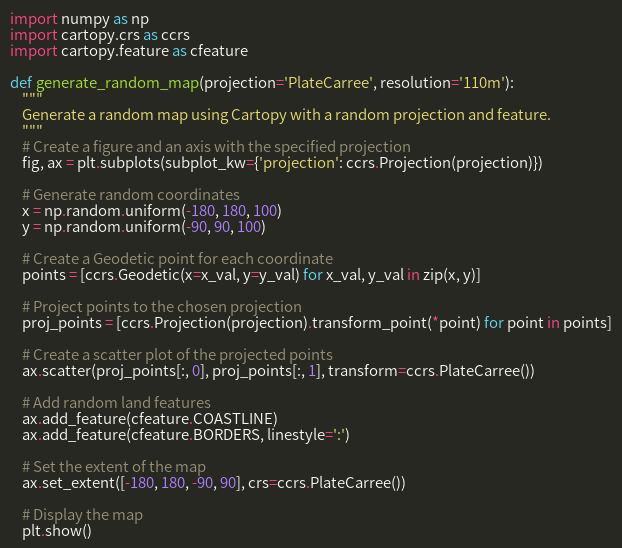 import numpy as np
import cartopy.crs as ccrs
import cartopy.feature as cfeature
def generate_random_map(projection='PlateCarree', resolution='110m'):
"""
Generate a random map using Cartopy with a random projection and feature.
"""
# Create a figure and an axis with the specified projection
fig, ax = plt.subplots(subplot_kw={'projection': ccrs.Projection(projection)})
# Generate random coordinates
x = np.random.uniform(-180, 180, 100)
y = np.random.uniform(-90, 90, 100)
# Create a Geodetic point for each coordinate
points = [ccrs.Geodetic(x=x_val, y=y_val) for x_val, y_val in zip(x, y)]
# Project points to the chosen projection
proj_points = [ccrs.Projection(projection).transform_point(*point) for point in points]
# Create a scatter plot of the projected points
ax.scatter(proj_points[:, 0], proj_points[:, 1], transform=ccrs.PlateCarree())
# Add random land features
ax.add_feature(cfeature.COASTLINE)
ax.add_feature(cfeature.BORDERS, linestyle=':')
# Set the extent of the map
ax.set_extent([-180, 180, -90, 90], crs=ccrs.PlateCarree())
# Display the map
plt.show()